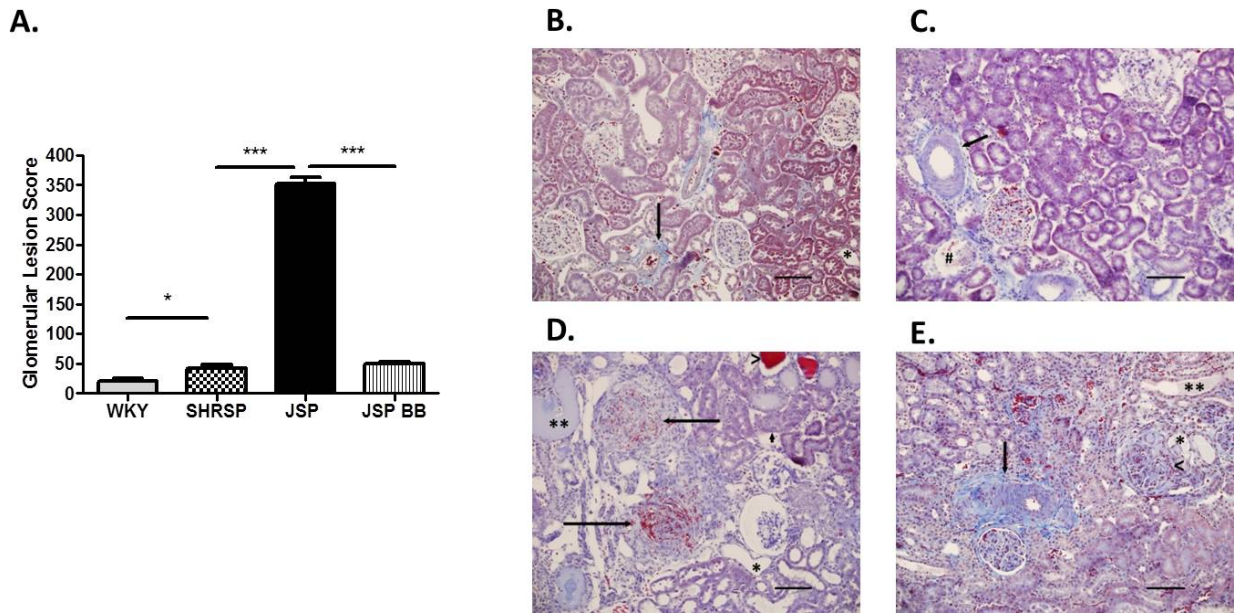 A.
B.
C.
D.
E.
Glomerular Lesion Score
400
350
300
250
200
150
100
50
0
*
***
***
WKY
SHRSP
JSP
JSP BB
*
#
>
**
*
**
*
<